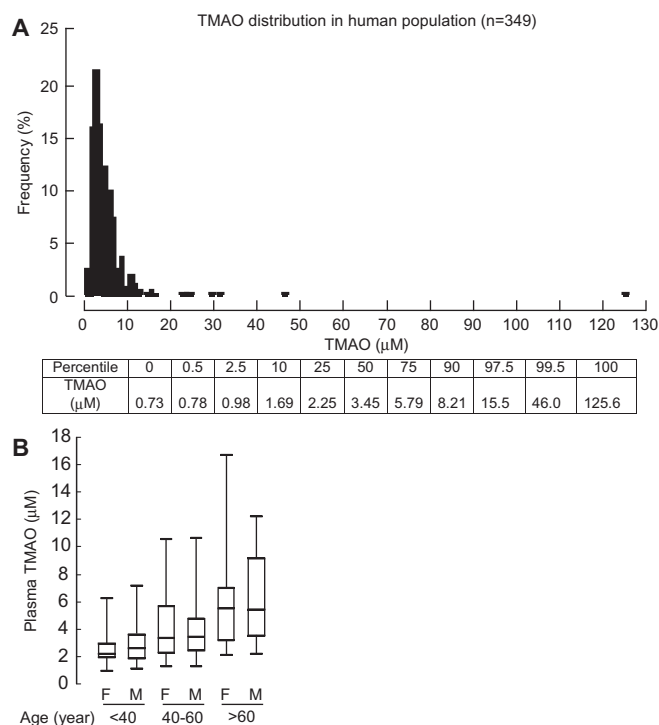 A
TMAO distribution in human population (n=349)
25
20
15
10
5
0
Frequency (%)
0 10 20 30 40 50 60 70 80 90 100 110 120 130
TMAO (μM)
Percentile 0 0.5 2.5 10 25 50 75 90 97.5 99.5 100
TMAO
(μM) 0.73 0.78 0.98 1.69 2.25 3.45 5.79 8.21 15.5 46.0 125.6
B
18
16
14
12
10
8
6
4
2
0
Plasma TMAO (μM)
F M F M F M
Age (year) <40 40-60 >60